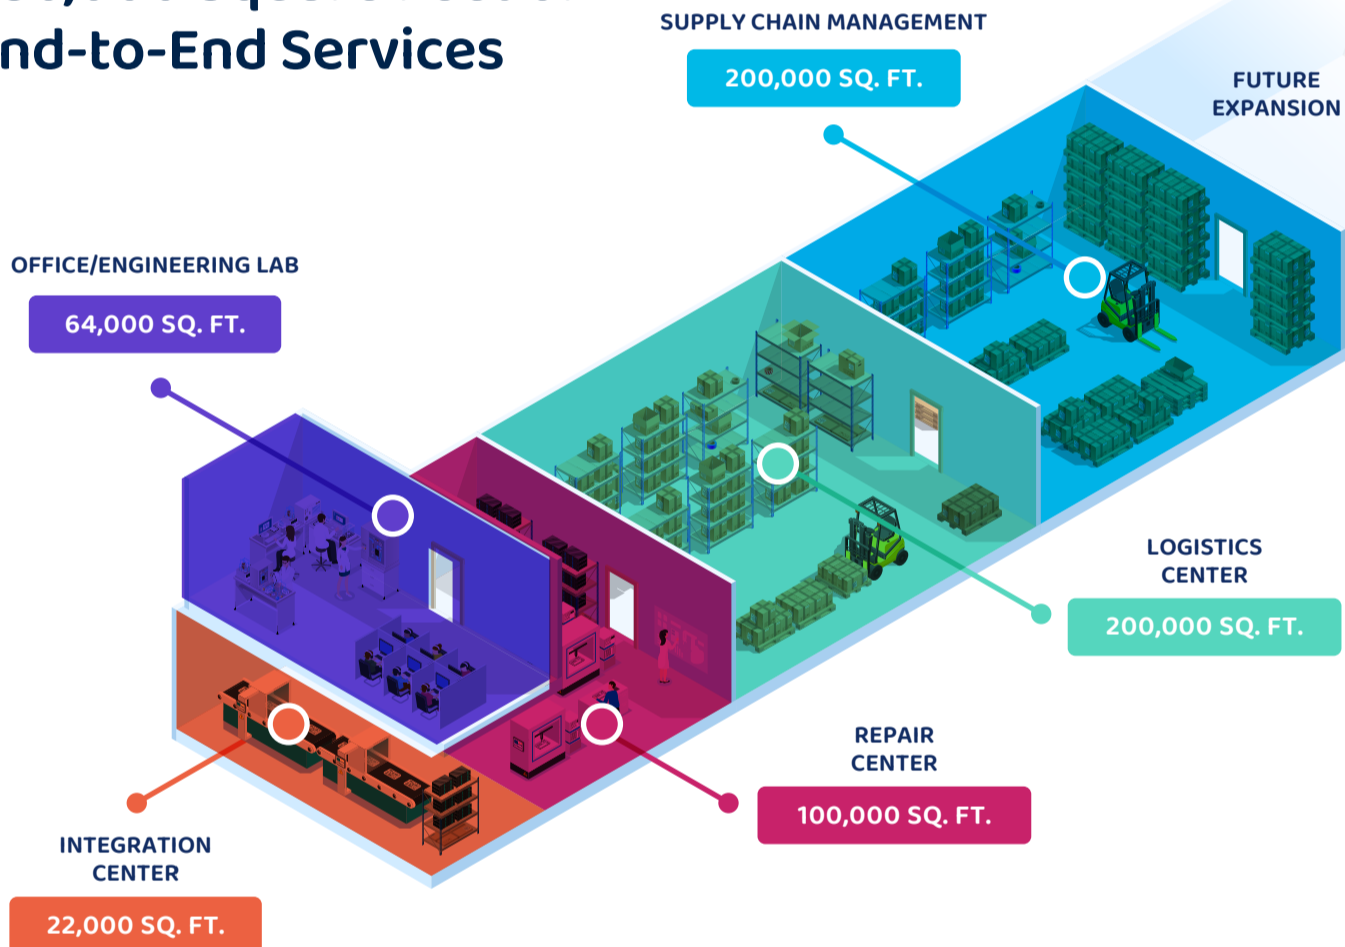 nd-to-End Services
SUPPLY CHAIN MANAGEMENT
200,000 SQ. FT.
FUTURE
EXPANSION
OFFICE/ENGINEERING LAB
64,000 SQ. FT.
LOGISTICS
CENTER
200,000 SQ. FT.
REPAIR
CENTER
100,000 SQ. FT.
INTEGRATION
CENTER
22,000 SQ. FT.